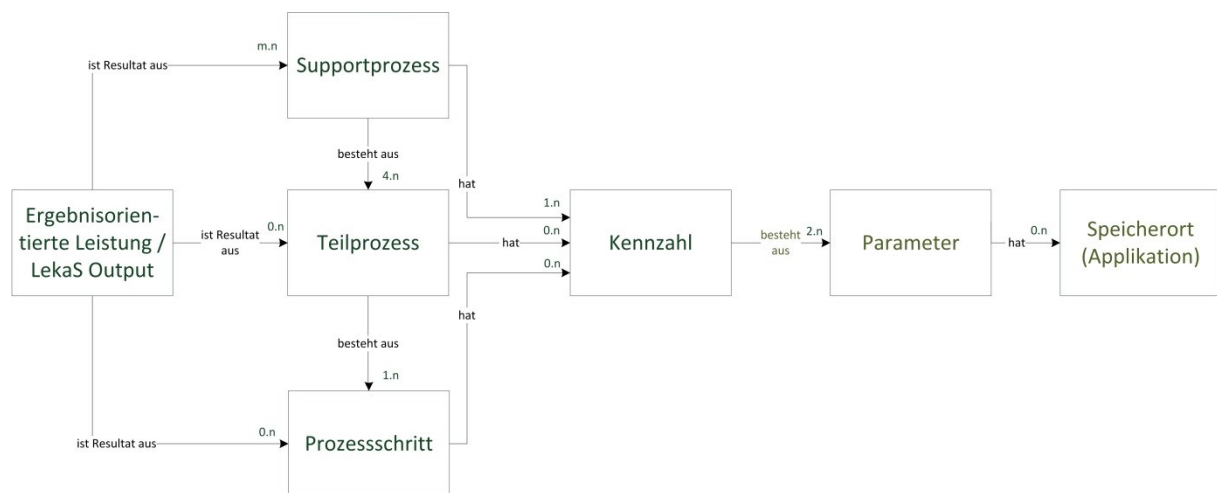 m.n
ist Resultat aus
Supportprozess
besteht aus
4.n
hat
1.n
Ergebnisorien-
tierte Leistung /
LekaS Output
ist Resultat
aus
0.n
Teilprozess
hat
0.n
0.n
Kennzahl
besteht
aus
2.n
Parameter
hat
0.n
Speicherort
(Applikation)
hat
besteht aus
1.n
ist Resultat aus
0.n
Prozessschritt